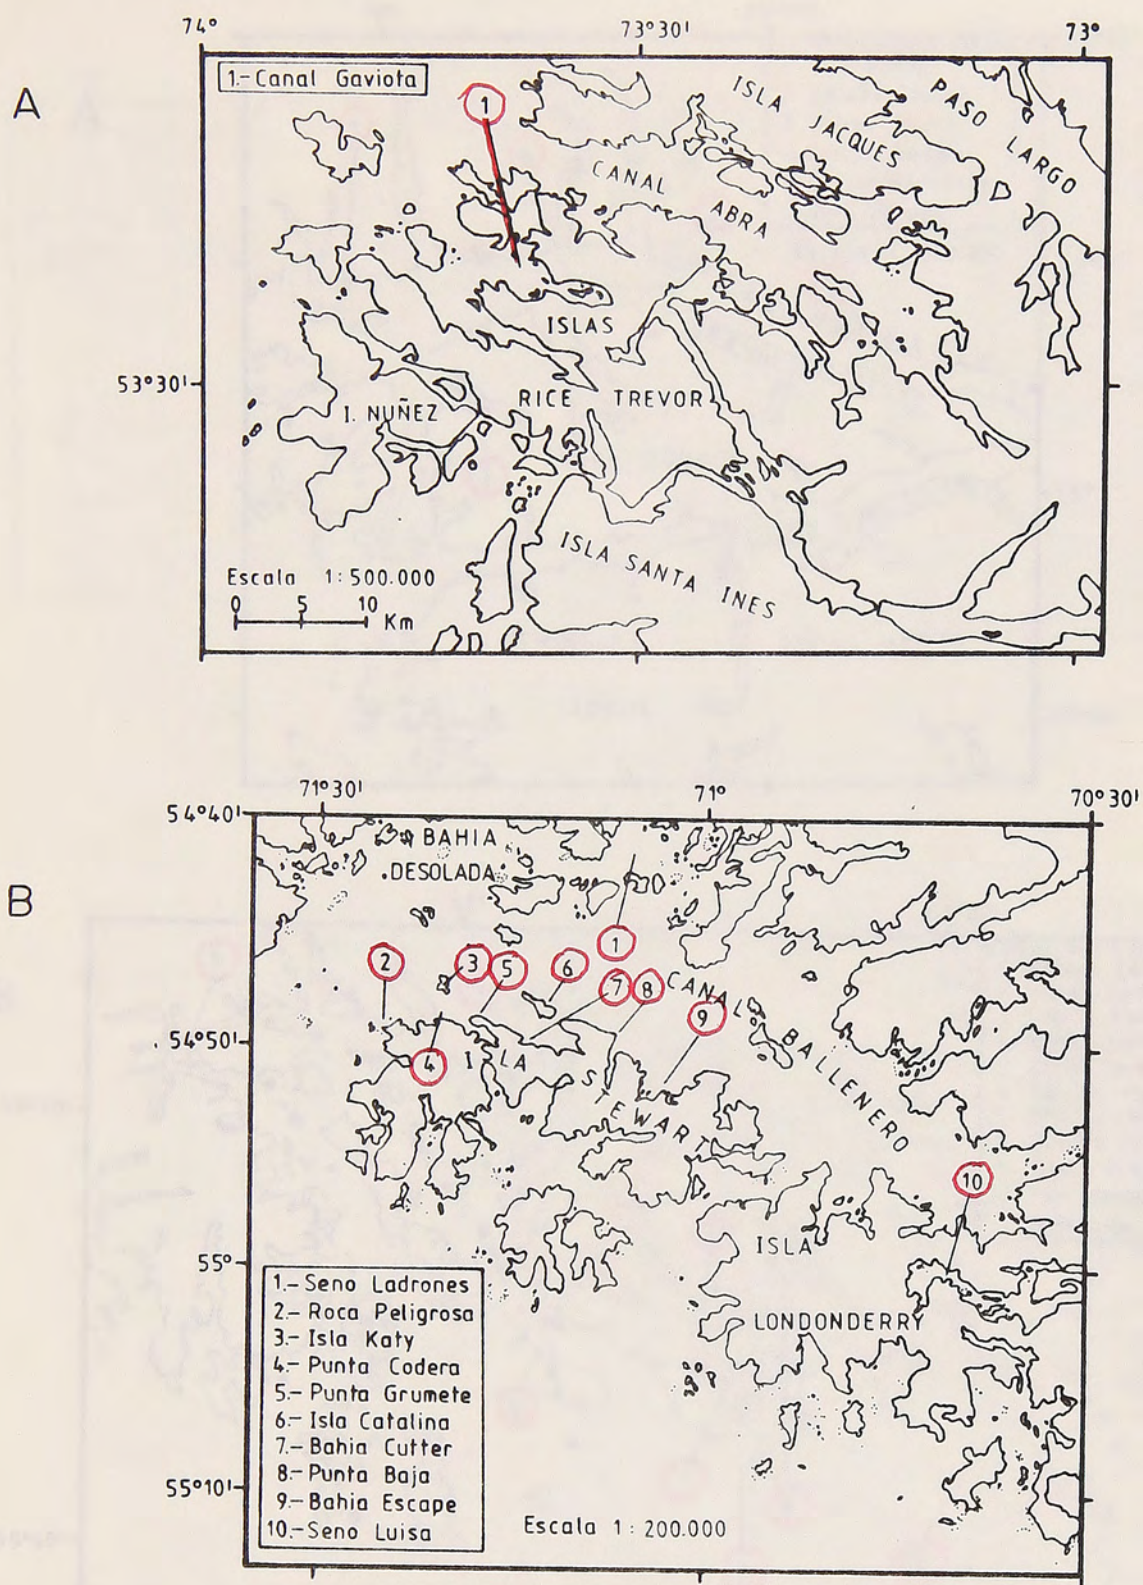 A
74°
73°30'
73°
1.- Canal Gaviota
1
ISLA
JACQUES
PASO LARGO
CANAL
ABRA
53°30'
ISLAS
RICE TREVOR
I. NUÑEZ
ISLA SANTA INES
Escala 1:500.000
0 5 10 Km
B
71°30'
71°
70°30'
54°40'
BAHIA
DESOLADA
1
2
3
5
6
7
8
9
4
CANAL BALLENERO
54°50'
ISLA STEWART
10
ISLA
LONDONDERRY
55°
1.- Seno Ladrones
2.- Roca Peligrosa
3.- Isla Katy
4.- Punta Codera
5.- Punta Grumete
6.- Isla Catalina
7.- Bahia Cutter
8.- Punta Baja
9.- Bahia Escape
10.- Seno Luisa
55°10'
Escala 1:200.000